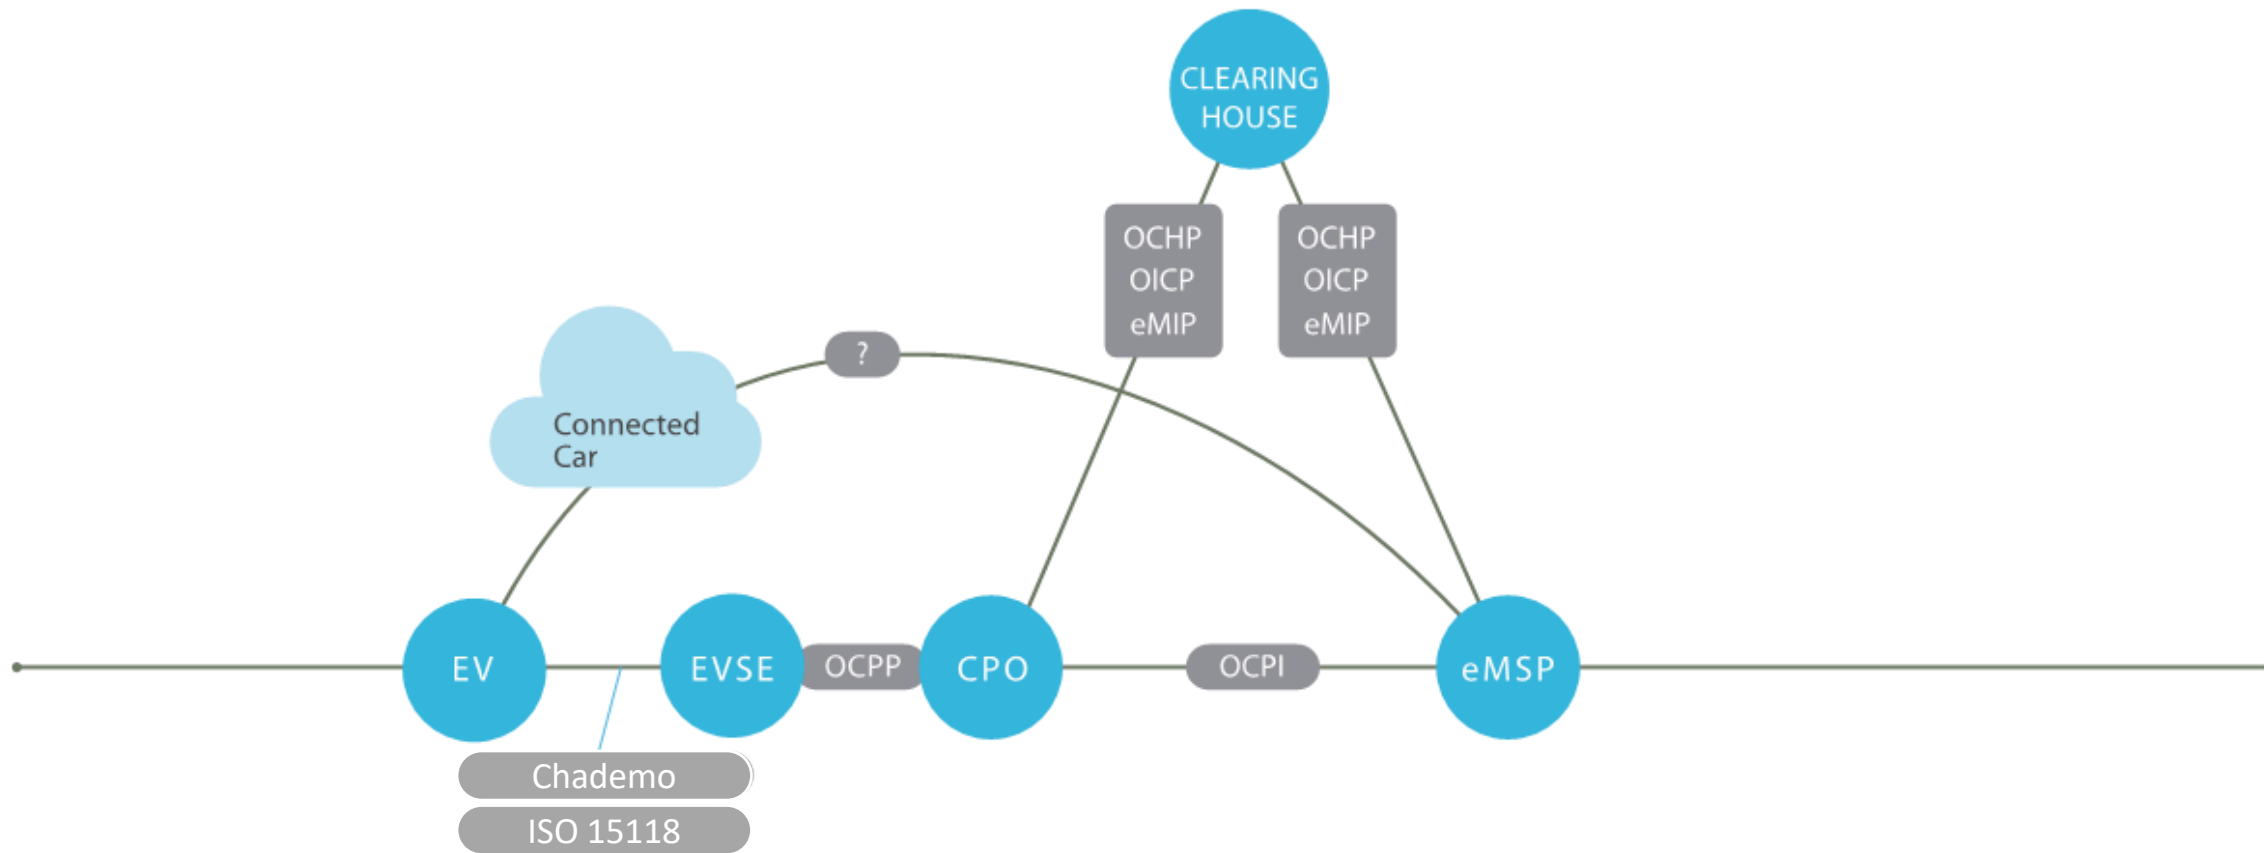 CLEARING
HOUSE
OCHP
OICP
eMIP
OCHP
OICP
eMIP
?
Connected
Car
EV
EVSE
OCPP
CPO
OCPI
eMSP
Chademo
ISO 15118